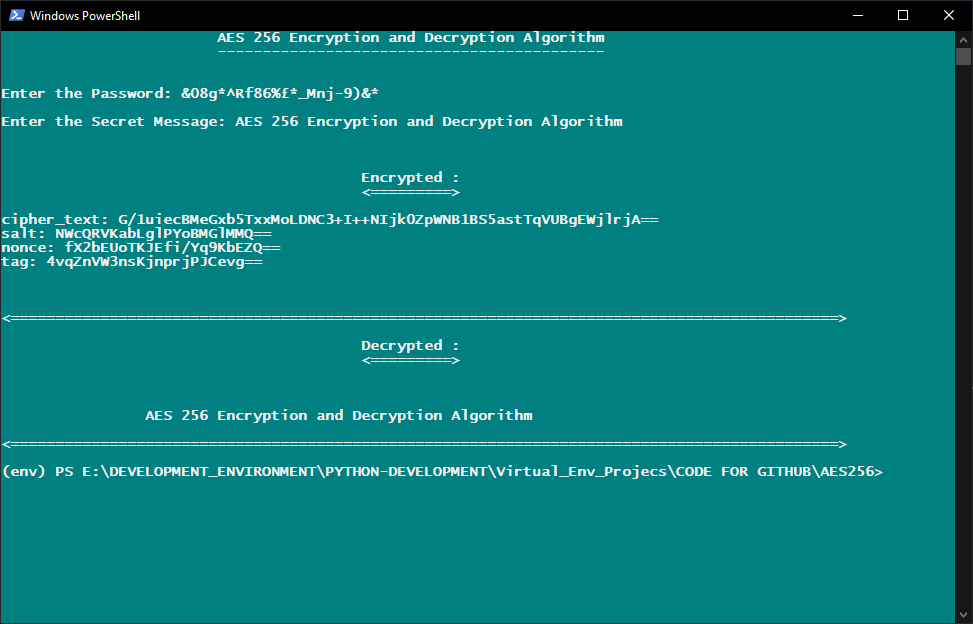 Windows PowerShell
AES 256 Encryption and Decryption Algorithm
-------------------------------------------
Enter the Password: &O8g*^Rf86%£*_Mnj-9)&*
Enter the Secret Message: AES 256 Encryption and Decryption Algorithm
Encrypted :
<=========>
cipher_text: G/1uiecBMeGxb5TxxMoLDNC3+I++NIjkOZpWNB1BS5astTqVUBgEWjlrjA==
salt: NWcQRVKabLglPYoBMGlMMQ==
nonce: fX2bEUoTKJEfi/Yq9KbEZQ==
tag: 4vqZnVW3nsKjnprjPJCevg==
<============================================================================================>
Decrypted :
<=========>
AES 256 Encryption and Decryption Algorithm
<============================================================================================>
(env) PS E:\DEVELOPMENT_ENVIRONMENT\PYTHON-DEVELOPMENT\Virtual_Env_Projecs\CODE FOR GITHUB\AES256>